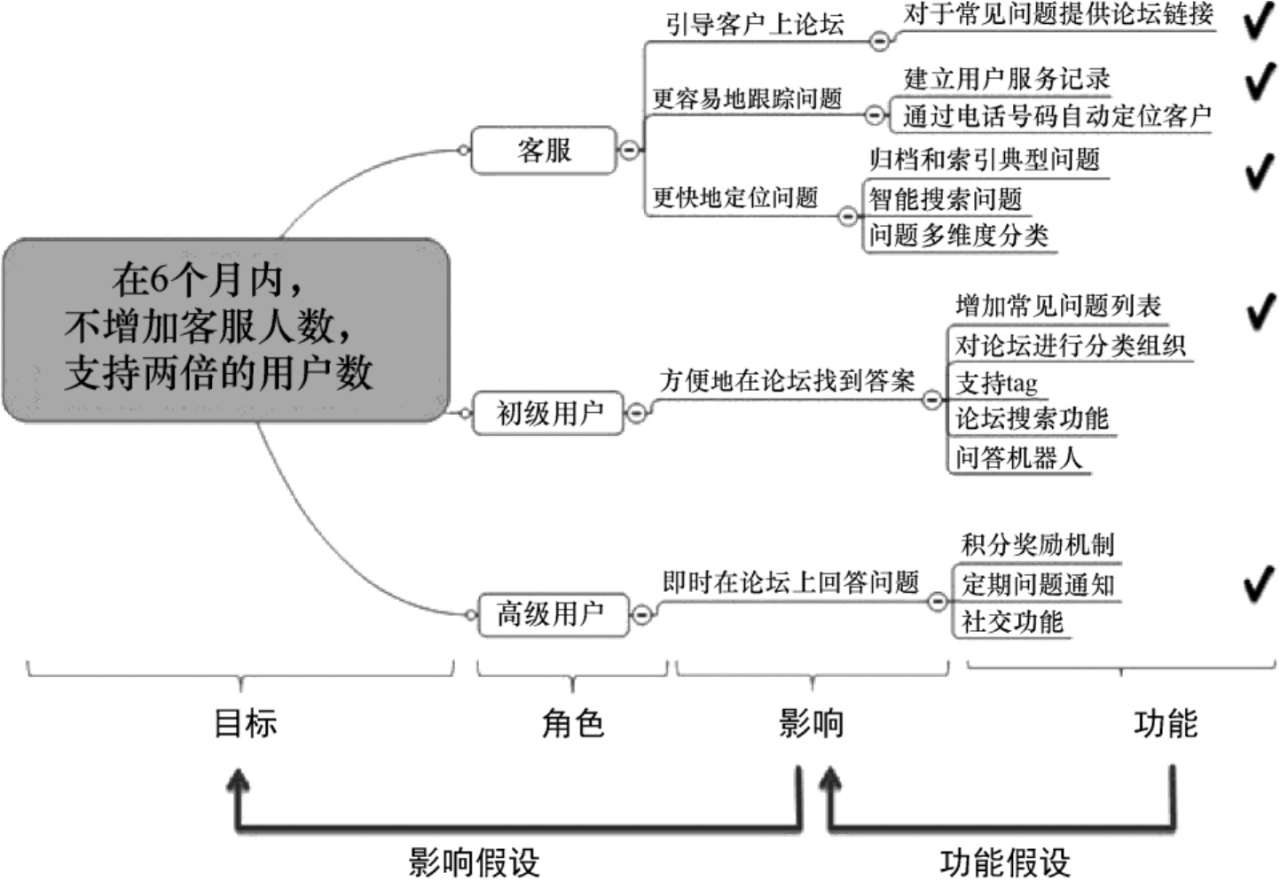 引导客户上论坛
对于常见问题提供论坛链接
更容易地跟踪问题
建立用户服务记录
通过电话号码自动定位客户
客服
更快地定位问题
归档和索引典型问题
智能搜索问题
问题多维度分类
在6个月内，
不增加客服人数，
支持两倍的用户数
初级用户
方便地在论坛找到答案
增加常见问题列表
对论坛进行分类组织
支持tag
论坛搜索功能
问答机器人
高级用户
即时在论坛上回答问题
积分奖励机制
定期问题通知
社交功能
目标
角色
影响
功能
影响假设
功能假设